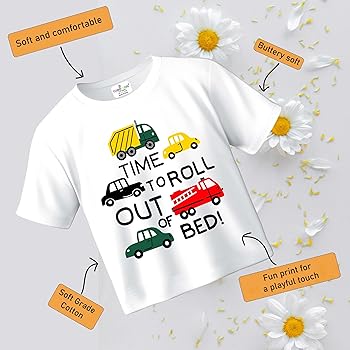 Soft and comfortable
Buttery soft
TIME
TO ROLL
OUT
OF
BED!
Soft Grade
Cotton
Fun print for
a playful touch